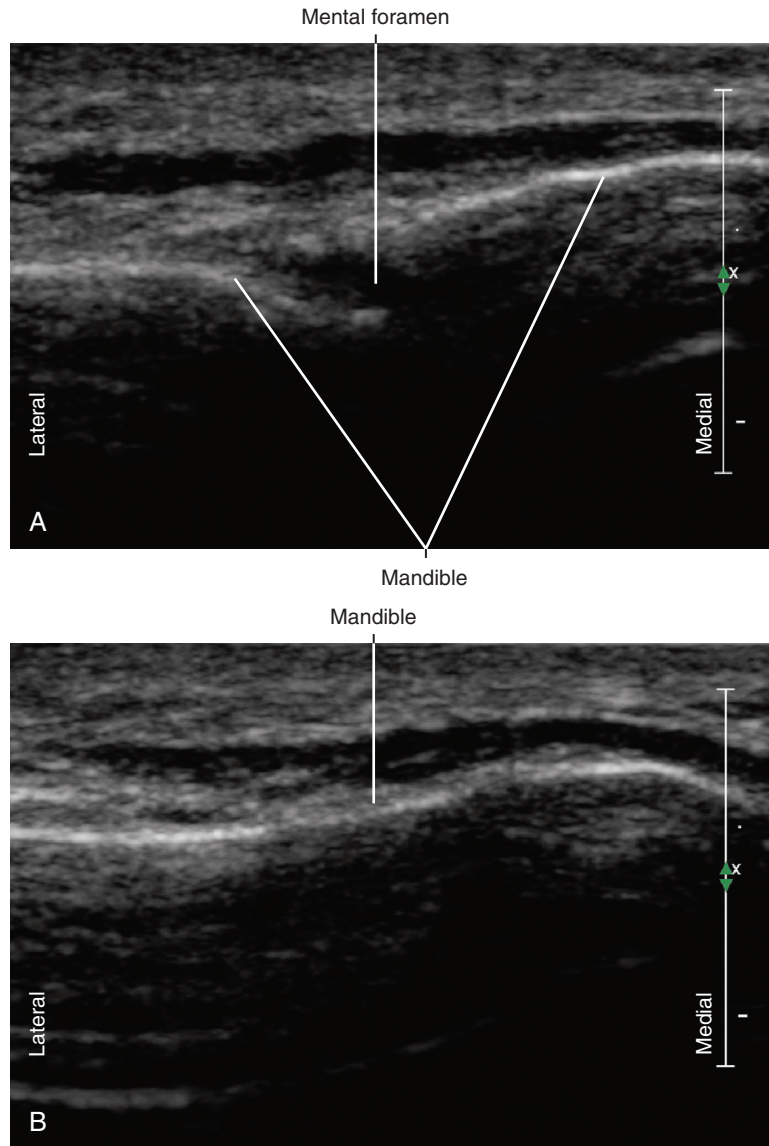 Mental foramen
x
Lateral
Medial
A
Mandible
Mandible
x
Lateral
Medial
B